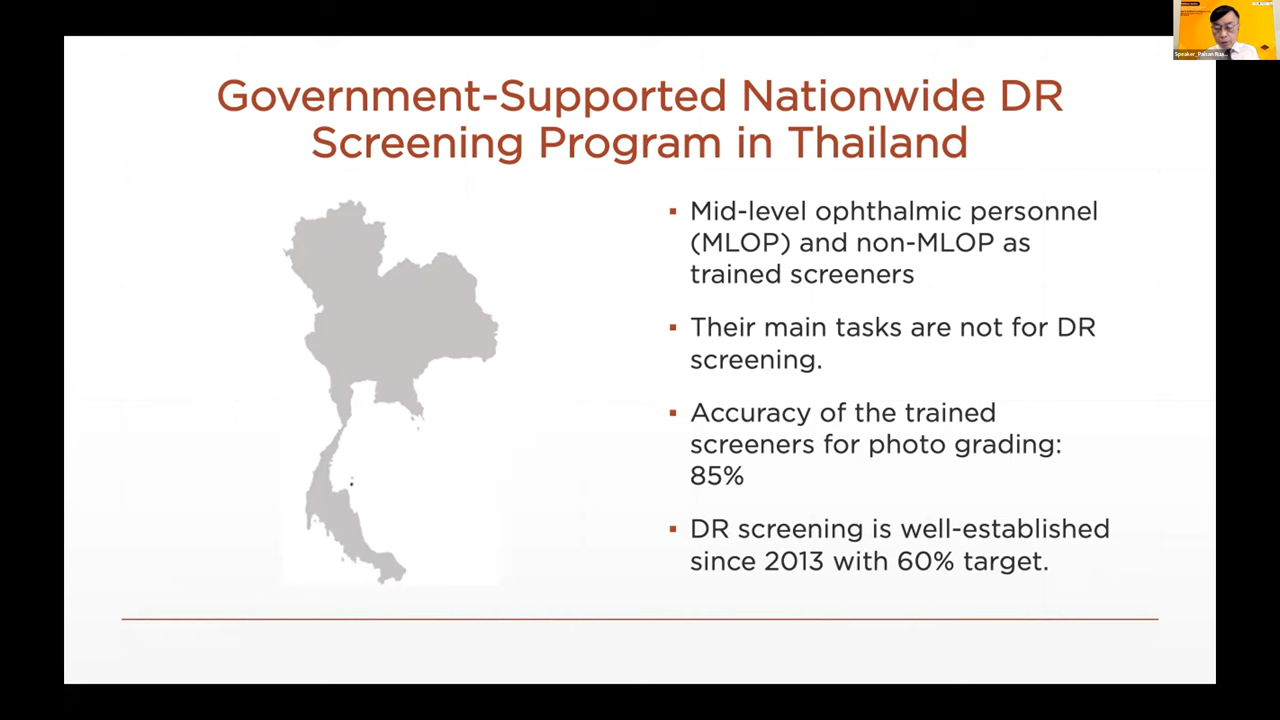 Government-Supported Nationwide DR
Screening Program in Thailand
▪ Mid-level ophthalmic personnel
(MLOP) and non-MLOP as
trained screeners
▪ Their main tasks are not for DR
screening.
▪ Accuracy of the trained
screeners for photo grading:
85%
▪ DR screening is well-established
since 2013 with 60% target.
Speaker_Paisan Rua...